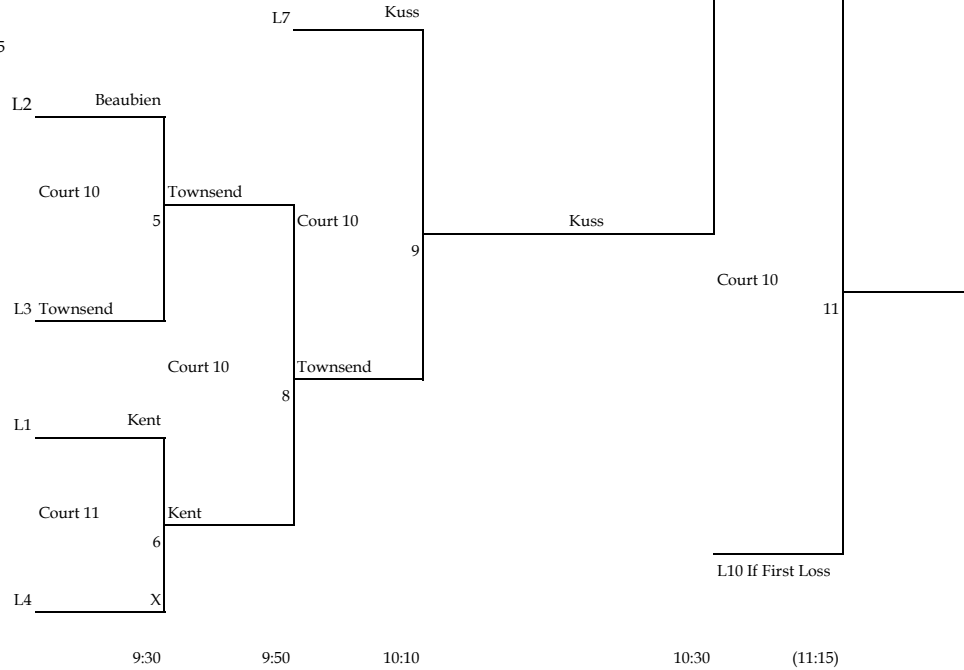 L7 Kuss
5
L2 Beaubien
Court 10 Townsend
5 Court 10 Kuss
9
Court 10
L3 Townsend 11
Court 10 Townsend
8
L1 Kent
Court 11 Kent
6
L10 If First Loss
L4 X
9:30 9:50 10:10 10:30 (11:15)